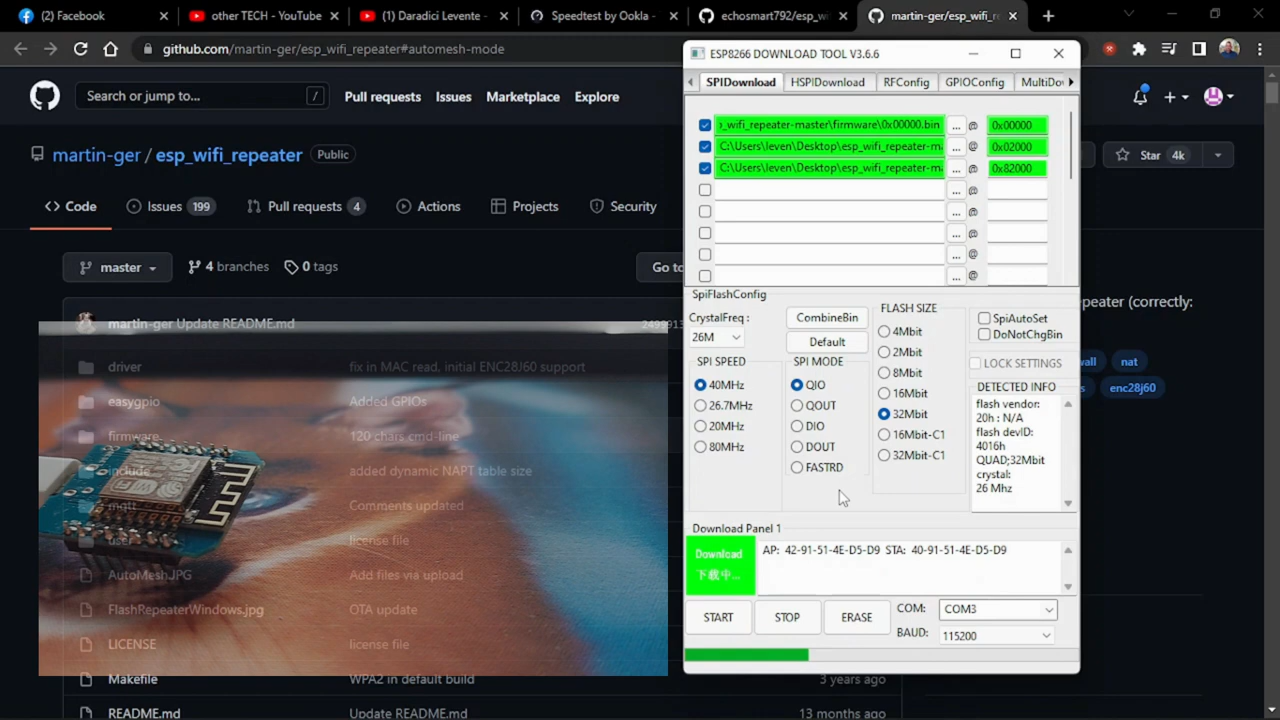 (2) Facebook
other TECH - YouTube
(1) Daradici Levente -
Speedtest by Ookla -
echosmart792/esp_w
martin-ger/esp_wifi_r
github.com/martin-ger/esp_wifi_repeater#automesh-mode
Search or jump to... /
Pull requests Issues Marketplace Explore
martin-ger / esp_wifi_repeater Public
Star 4k
Code Issues 199 Pull requests 4 Actions Projects Security
master 4 branches 0 tags Go to
epeater (correctly:
martin-ger Update README.md
driver fix in MAC read, initial ENC28J60 support
nat
enc28j60
easygpio Added GPIOs
firmware 120 chars cmd-line
include added dynamic NAPT table size
mqtt Comments updated
user license file
AutoMesh.JPG Add files via upload
FlashRepeaterWindows.jpg OTA update
LICENSE license file
Makefile WPA2 in default build 3 years ago
README.md Update README.md 13 months ago
ESP8266 DOWNLOAD TOOL V3.6.6
SPIDownload HSPIDownload RFConfig GPIOConfig MultiDo
_wifi_repeater-master\firmware\0x00000.bin ... @ 0x00000
C:\Users\leven\Desktop\esp_wifi_repeater-ma ... @ 0x02000
C:\Users\leven\Desktop\esp_wifi_repeater-ma ... @ 0x82000
... @
... @
... @
... @
... @
SpiFlashConfig
CrystalFreq :
26M
CombineBin
Default
SPI SPEED
40MHz
26.7MHz
20MHz
80MHz
SPI MODE
QIO
QOUT
DIO
DOUT
FASTRD
FLASH SIZE
4Mbit
2Mbit
8Mbit
16Mbit
32Mbit
16Mbit-C1
32Mbit-C1
SpiAutoSet
DoNotChgBin
LOCK SETTINGS
DETECTED INFO
flash vendor:
20h : N/A
flash devID:
4016h
QUAD;32Mbit
crystal:
26 Mhz
Download Panel 1
Download
下载中...
AP: 42-91-51-4E-D5-D9 STA: 40-91-51-4E-D5-D9
START STOP ERASE
COM: COM3
BAUD: 115200